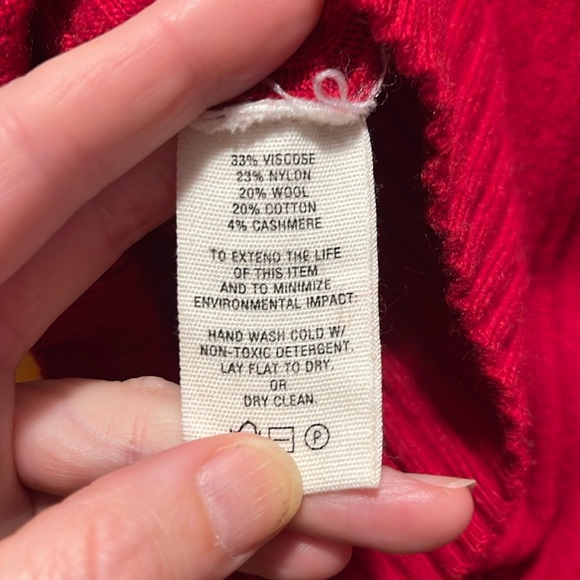 33% VISCOSE
23% NYLON
20% WOOL
20% COTTON
4% CASHMERE
TO EXTEND THE LIFE
OF THIS ITEM
AND TO MINIMIZE
ENVIRONMENTAL IMPACT:
HAND WASH COLD W/
NON-TOXIC DETERGENT.
LAY FLAT TO DRY.
OR
DRY CLEAN
P